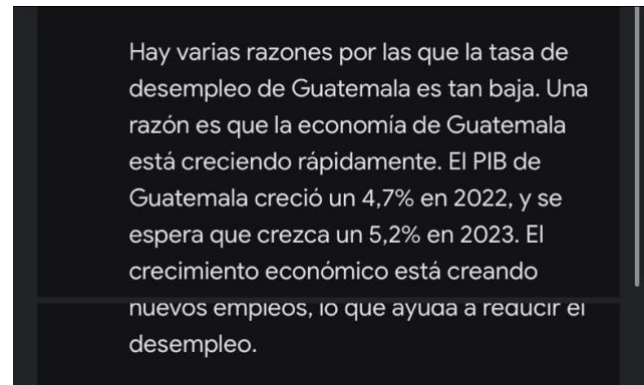 Hay varias razones por las que la tasa de
desempleo de Guatemala es tan baja. Una
razón es que la economía de Guatemala
está creciendo rápidamente. El PIB de
Guatemala creció un 4,7% en 2022, y se
espera que crezca un 5,2% en 2023. El
crecimiento económico está creando
nuevos empleos, lo que ayuda a reducir el
desempleo.